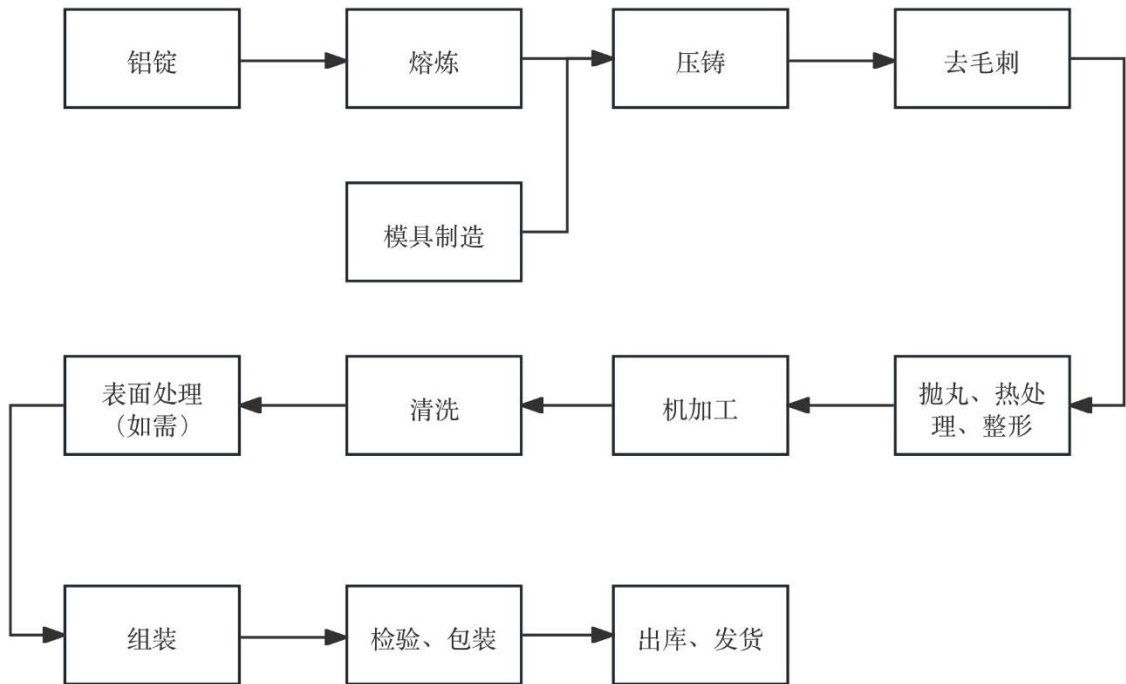 铝锭
熔炼
压铸
去毛刺
模具制造
表面处理
（如需）
清洗
机加工
抛丸、热处
理、整形
组装
检验、包装
出库、发货